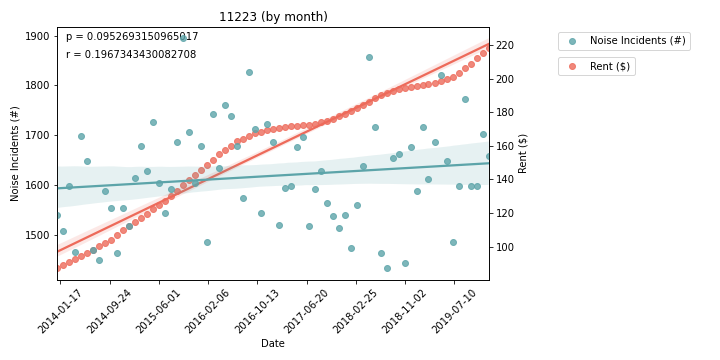 11223 (by month)
p = 0.0952693150965017
r = 0.1967343430082708
Noise Incidents (#)
Rent ($)
1900
1800
1700
1600
1500
Noise Incidents (#)
220
200
180
160
140
120
100
Rent ($)
2014-01-17
2014-09-24
2015-06-01
2016-02-06
2016-10-13
2017-06-20
2018-02-25
2018-11-02
2019-07-10
Date